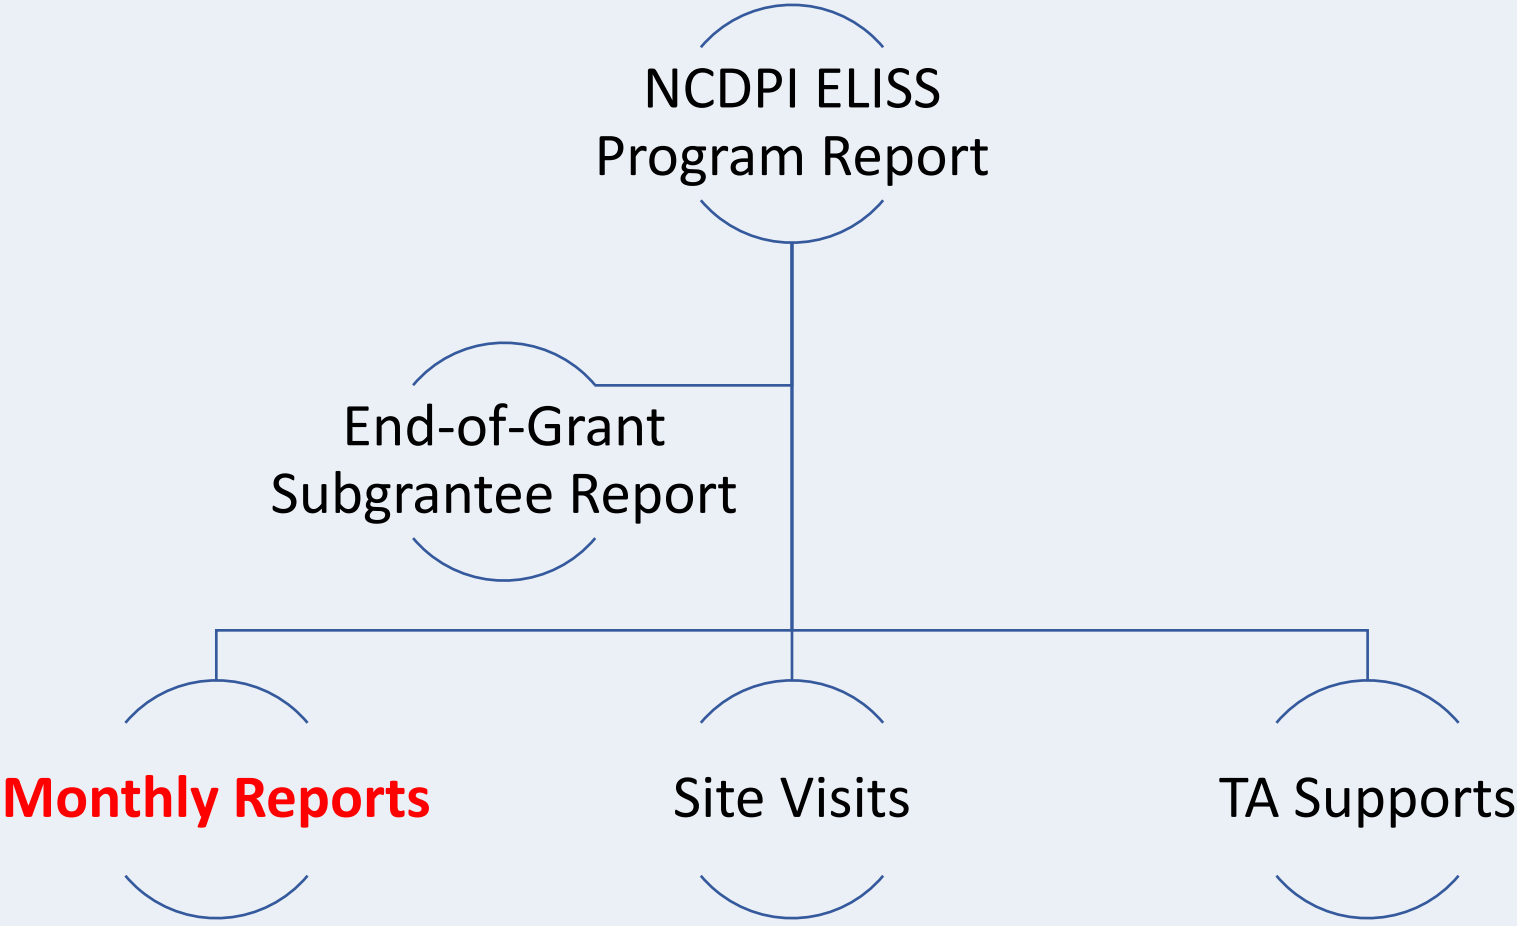 NCDPI ELISS
Program Report
End-of-Grant
Subgrantee Report
Monthly Reports
Site Visits
TA Supports